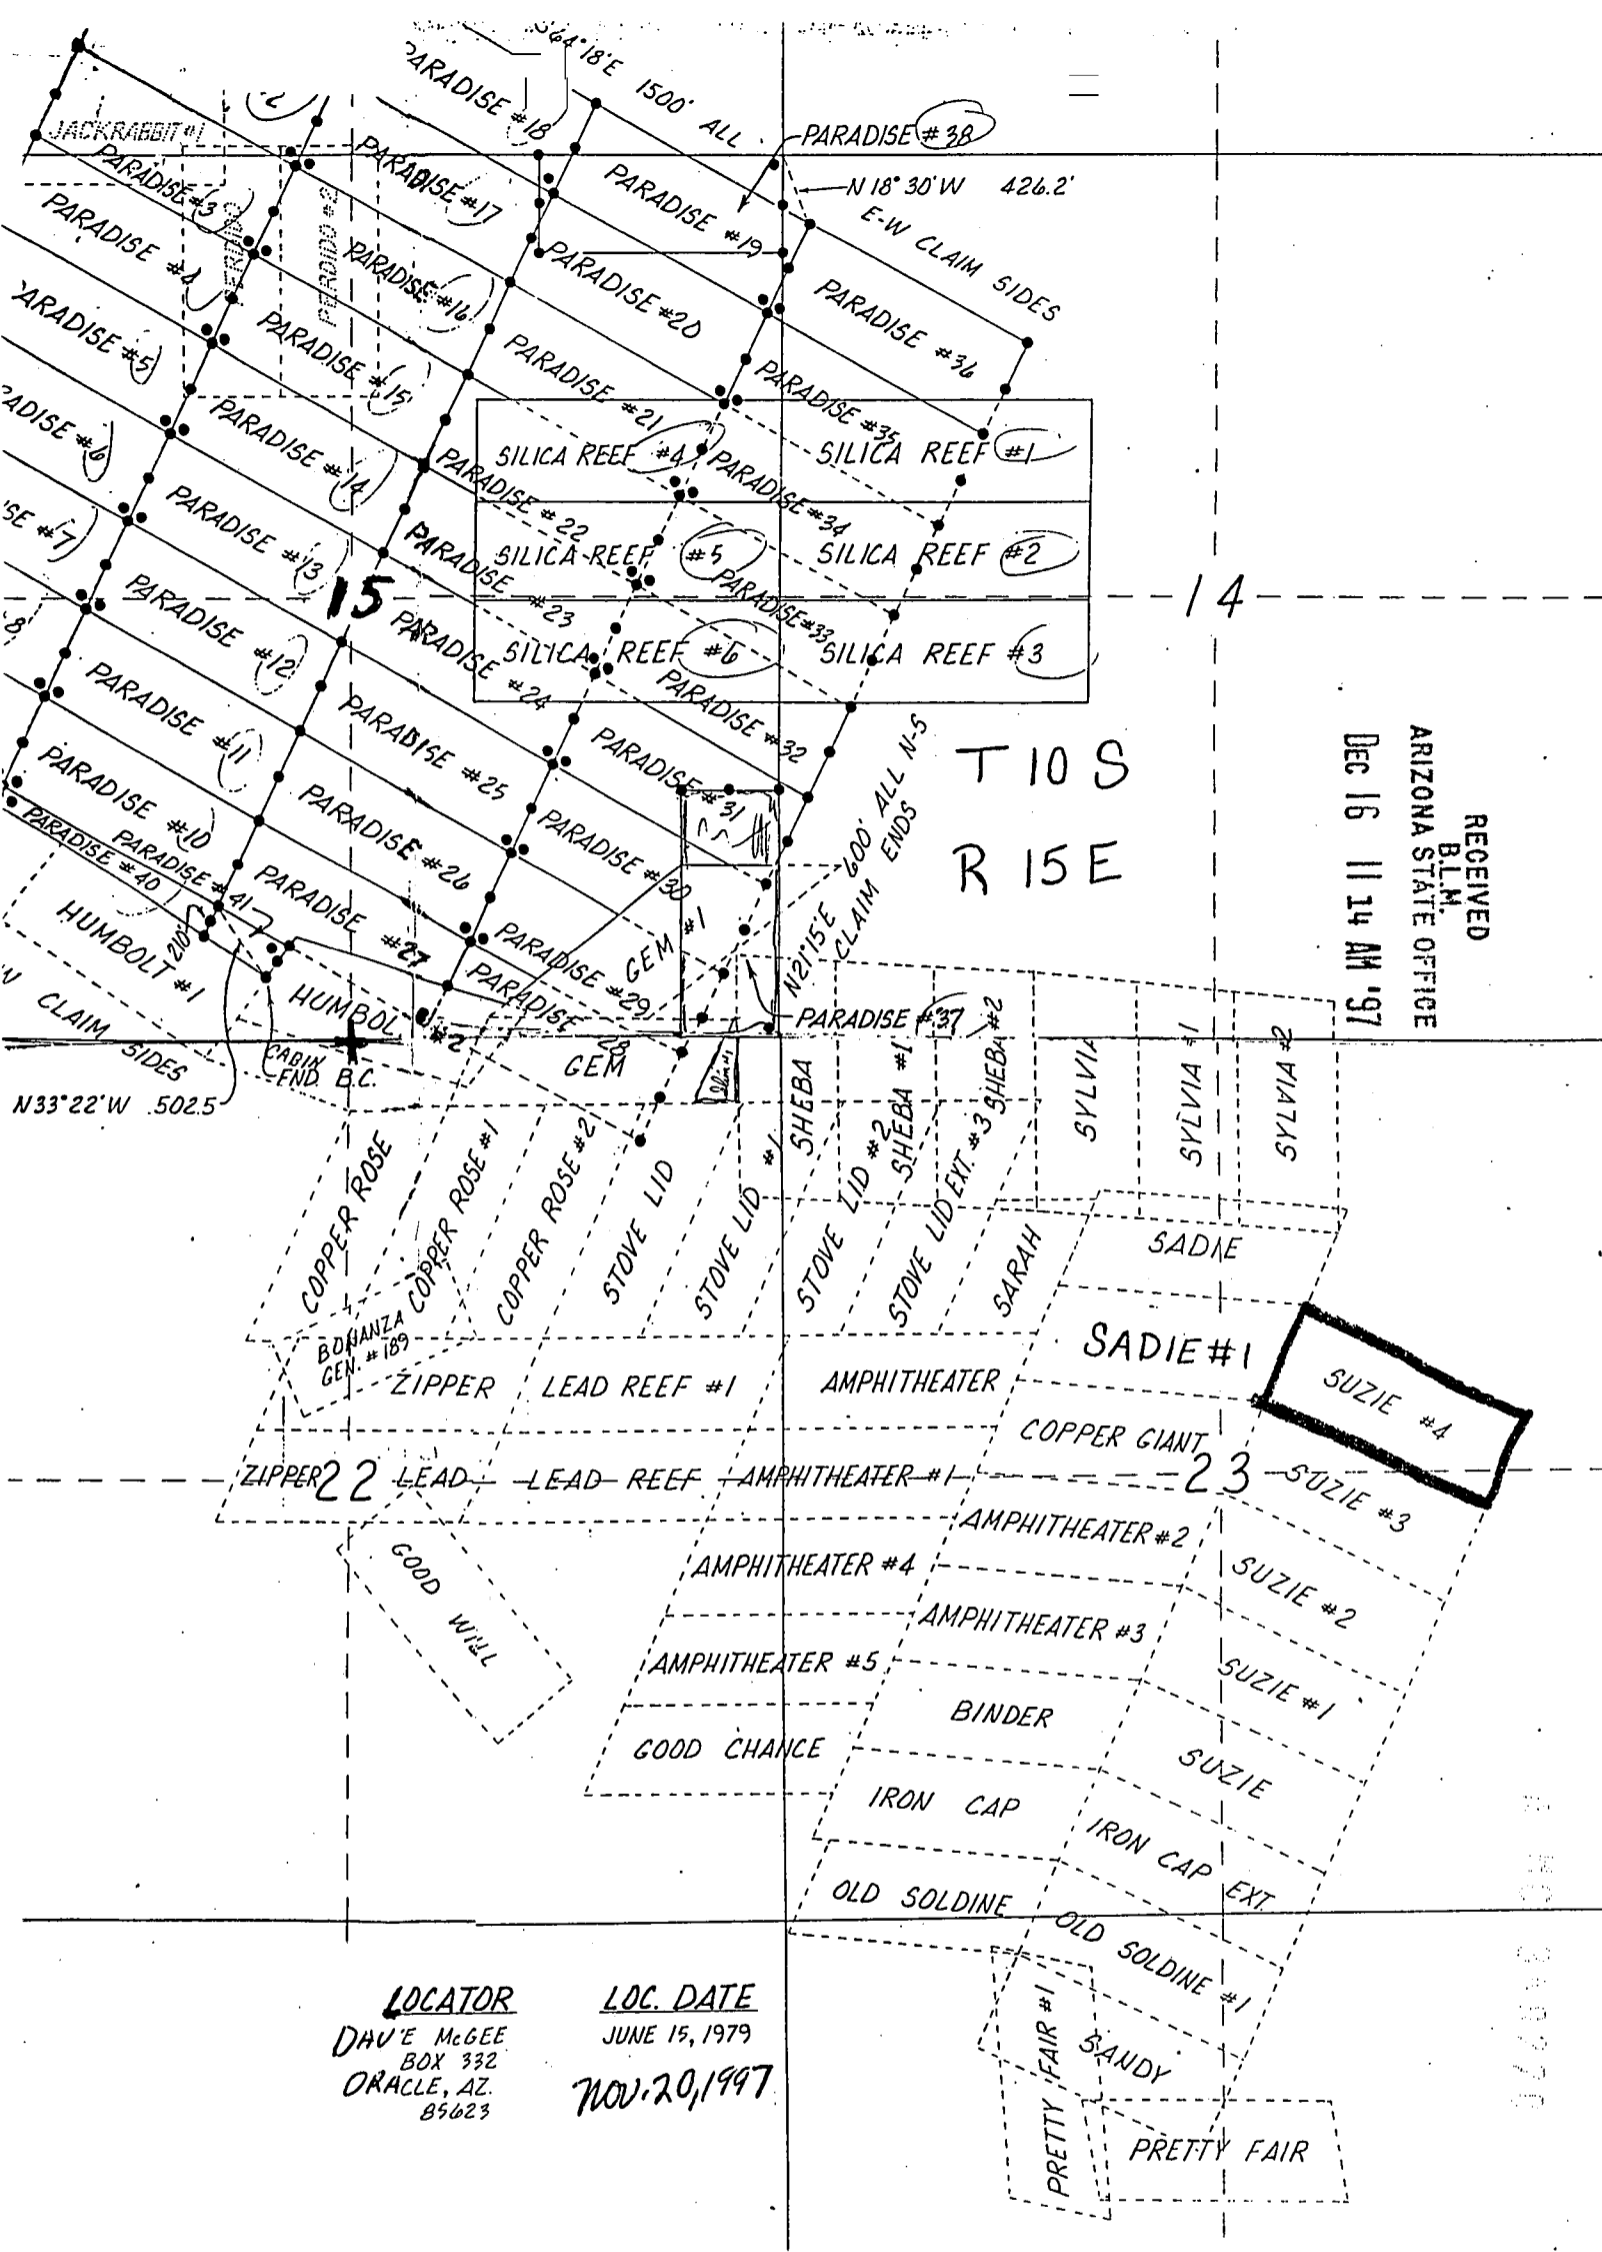 S64°18'E 1500' ALL
PARADISE #18
PARADISE #38
JACKRABBIT #1
PARADISE #17
N 18° 30' W 426.2'
PARADISE #3
PARADISE #19
E-W CLAIM SIDES
PARADISE #4
PERDIDO #2
PARADISE #16
PARADISE #20
PARADISE #36
ARADISE #5
PARADISE #15
PARADISE #21
PARADISE #35
ADISE #6
PARADISE #14
SILICA REEF #4
SILICA REEF #1
PARADISE #22
PARADISE #34
SE #7
PARADISE #13
SILICA REEF #5
SILICA REEF #2
15
14
PARADISE #23
PARADISE #33
8
PARADISE #12
PARADISE #24
SILICA REEF #6
SILICA REEF #3
PARADISE #11
PARADISE #25
PARADISE #32
T 10 S
R 15 E
RECEIVED
B.L.M.
ARIZONA STATE OFFICE
DEC 16 11 14 AM '97
PARADISE #10
PARADISE #26
PARADISE #31
PARADISE #30
N21°15'E 600' ALL N-S
CLAIM ENDS
PARADISE #40
PARADISE #41
PARADISE #27
PARADISE #29
GEM #1
HUMBOLT #1
210'
HUMBOL #2
PARADISE 28
PARADISE #37
W CLAIM SIDES
CABIN
END. B.C.
GEM
N33°22'W 502.5
SHEBA
SHEBA #1
SHEBA #2
SYLVIA
SYLVIA #1
SYLVIA #2
COPPER ROSE
COPPER ROSE #1
COPPER ROSE #2
STOVE LID
STOVE LID #1
STOVE LID #2
STOVE LID EXT. #3
SARAH
SADIE
BONANZA
GEN. #189
SADIE #1
SUZIE #4
ZIPPER
LEAD REEF #1
AMPHITHEATER
COPPER GIANT
ZIPPER
22
LEAD
LEAD REEF
AMPHITHEATER #1
23
SUZIE #3
GOOD WILL
AMPHITHEATER #2
AMPHITHEATER #4
SUZIE #2
AMPHITHEATER #3
AMPHITHEATER #5
SUZIE #1
BINDER
GOOD CHANCE
SUZIE
IRON CAP
IRON CAP EXT.
OLD SOLDINE
OLD SOLDINE #1
LOCATOR
DAVE McGEE
BOX 332
ORACLE, AZ.
85623
LOC. DATE
JUNE 15, 1979
NOV. 20, 1997
PRETTY FAIR #1
SANDY
PRETTY FAIR